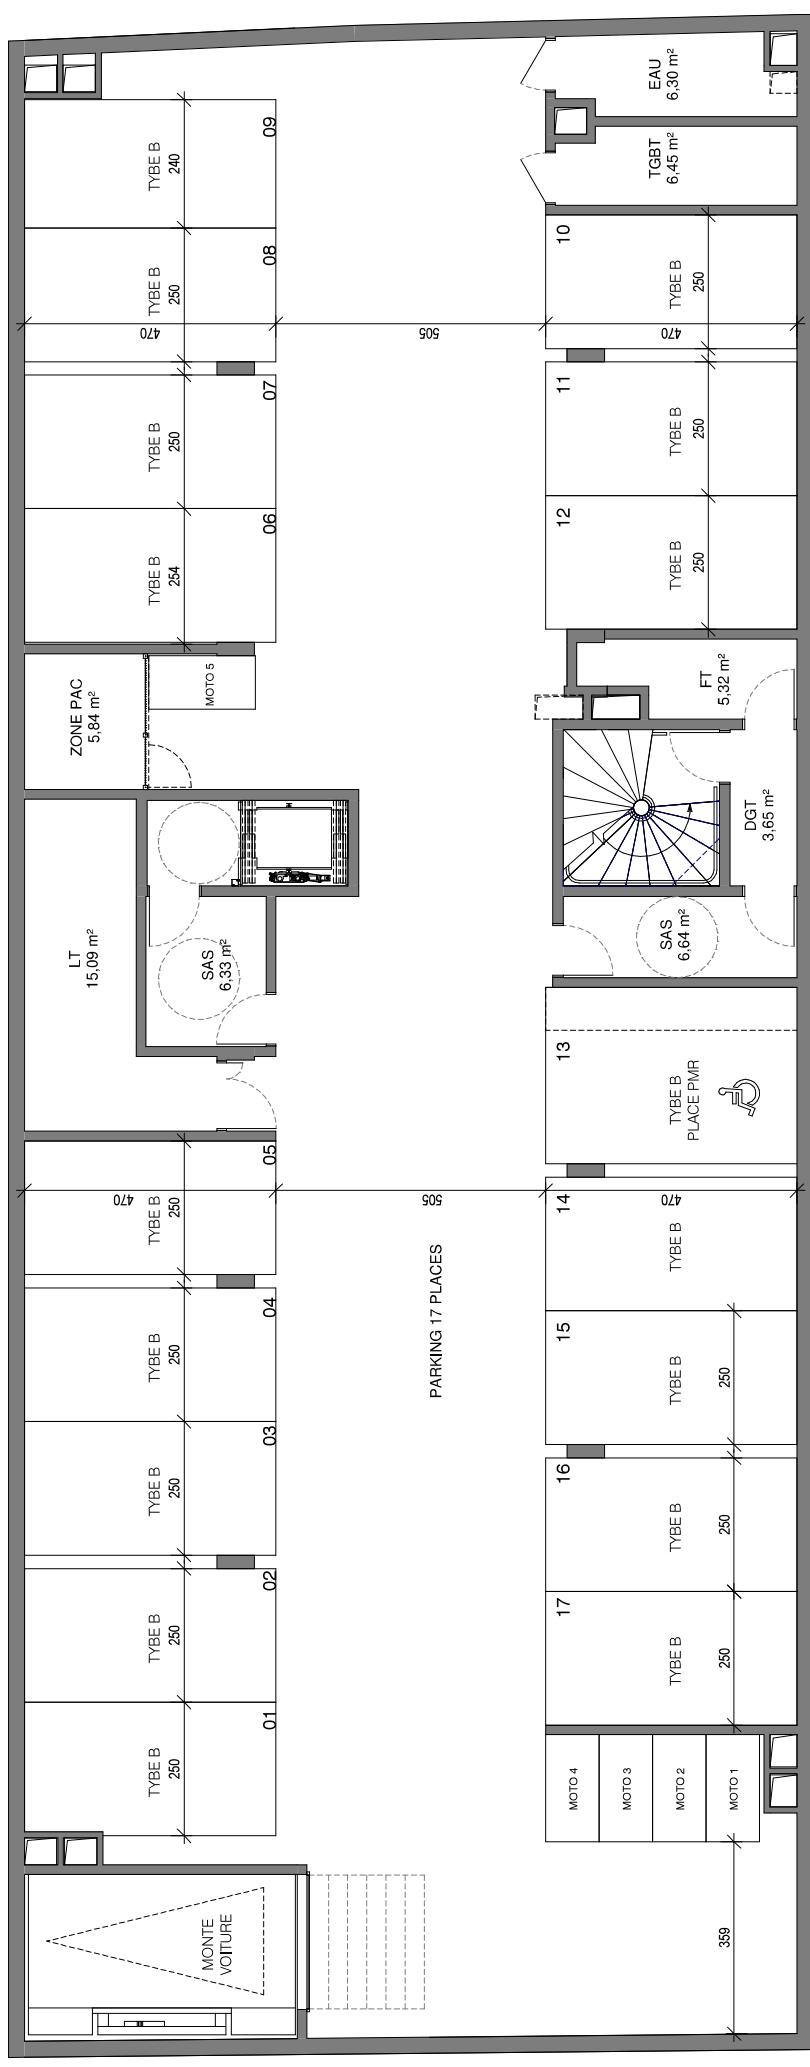 EAU
6,30 m²
TGBT
6,45 m²
09
TYBE B
240
08
TYBE B
250
10
TYBE B
250
470
505
470
07
TYBE B
250
11
TYBE B
250
06
TYBE B
254
12
TYBE B
250
ZONE PAC
5,84 m²
MOTO 5
FT
5,32 m²
DGT
3,65 m²
LT
15,09 m²
SAS
6,33 m²
SAS
6,64 m²
13
TYBE B
PLACE PMR
05
TYBE B
250
470
505
470
14
TYBE B
04
TYBE B
250
PARKING 17 PLACES
15
TYBE B
250
03
TYBE B
250
16
TYBE B
250
02
TYBE B
250
17
TYBE B
250
01
TYBE B
250
MOTO 4
MOTO 3
MOTO 2
MOTO 1
MONTE
VOITURE
359